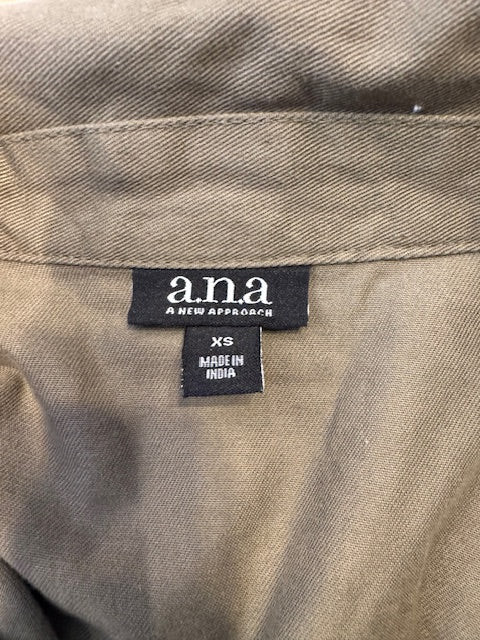 a.n.a
A NEW APPROACH
XS
MADE IN
INDIA